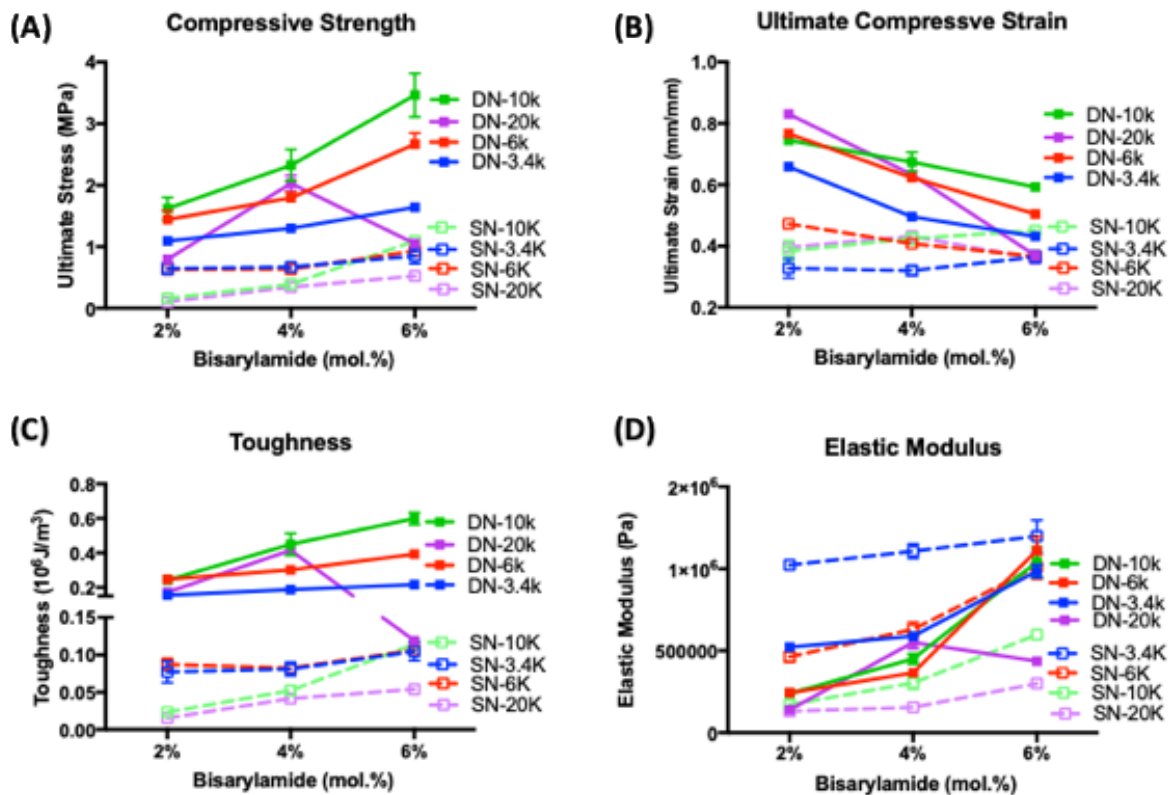 (A)
Compressive Strength
Ultimate Stress (MPa)
4
3
2
1
0
2%
4%
6%
Bisarylamide (mol.%)
DN-10k
DN-20k
DN-6k
DN-3.4k
SN-10K
SN-3.4K
SN-6K
SN-20K
(B)
Ultimate Compressve Strain
Ultimate Strain (mm/mm)
1.0
0.8
0.6
0.4
0.2
2%
4%
6%
Bisarylamide (mol.%)
DN-10k
DN-20k
DN-6k
DN-3.4k
SN-10K
SN-3.4K
SN-6K
SN-20K
(C)
Toughness
Toughness (10⁶J/m³)
0.8
0.6
0.4
0.2
0.15
0.10
0.05
0.00
2%
4%
6%
Bisarylamide (mol.%)
DN-10k
DN-20k
DN-6k
DN-3.4k
SN-10K
SN-3.4K
SN-6K
SN-20K
(D)
Elastic Modulus
Elastic Modulus (Pa)
2×10⁶
1×10⁶
500000
0
2%
4%
6%
Bisarylamide (mol.%)
DN-10k
DN-6k
DN-3.4k
DN-20k
SN-3.4K
SN-6K
SN-10K
SN-20K